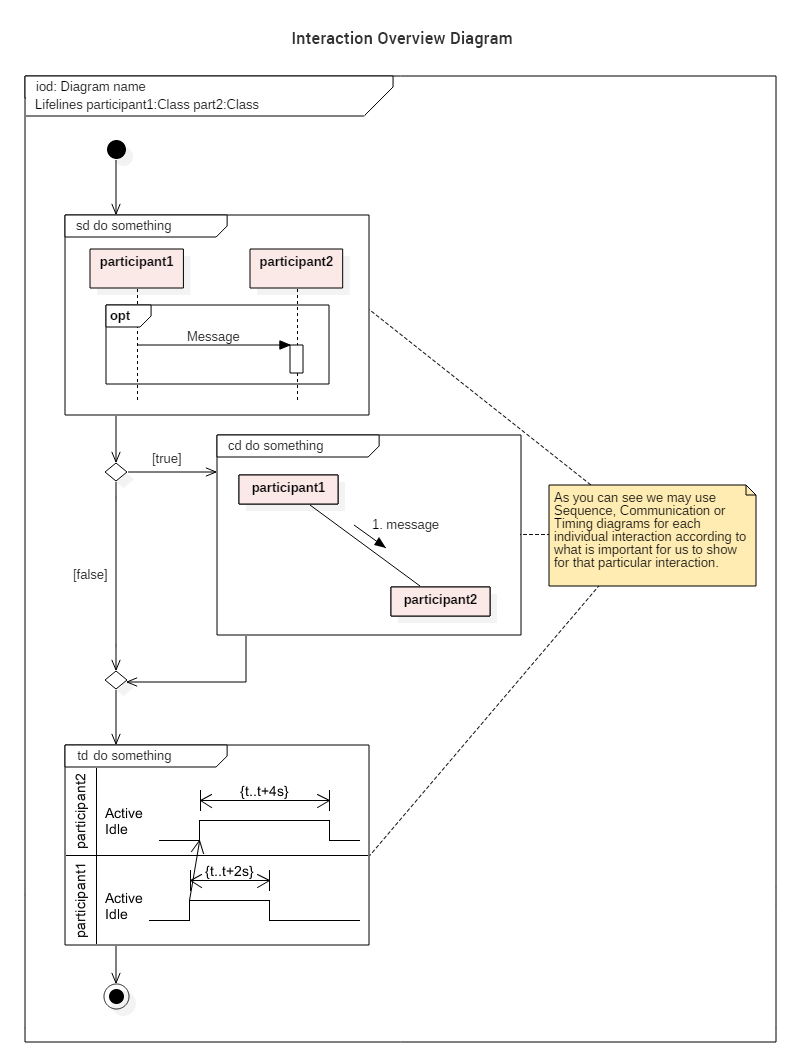 Interaction Overview Diagram
iod: Diagram name
Lifelines participant1:Class part2:Class
sd do something
participant1
participant2
opt
Message
[true]
cd do something
participant1
1. message
participant2
As you can see we may use
Sequence, Communication or
Timing diagrams for each
individual interaction according to
what is important for us to show
for that particular interaction.
[false]
td do something
participant2
Active
Idle
{t..t+4s}
participant1
Active
Idle
{t..t+2s}